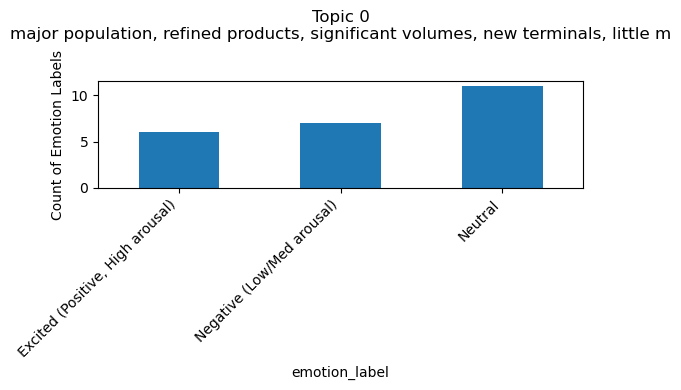 Topic 0
major population, refined products, significant volumes, new terminals, little m
Count of Emotion Labels
10
5
0
Excited (Positive, High arousal)
Negative (Low/Med arousal)
Neutral
emotion_label